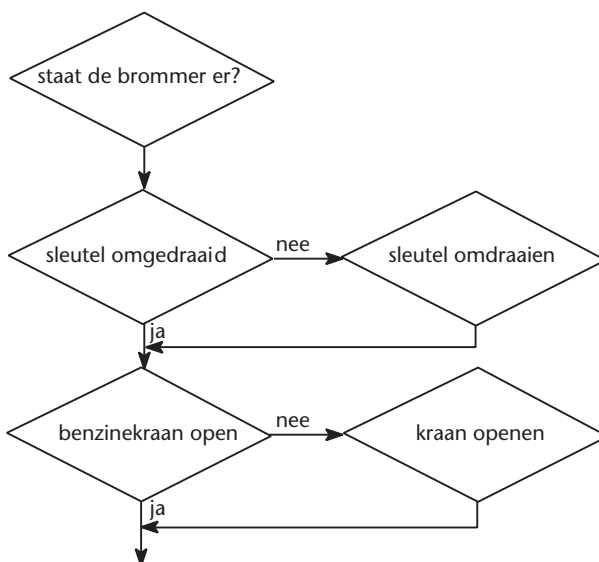 staat de brommer er?
sleutel omgedraaid
nee
sleutel omdraaien
ja
benzinekraan open
nee
kraan openen
ja